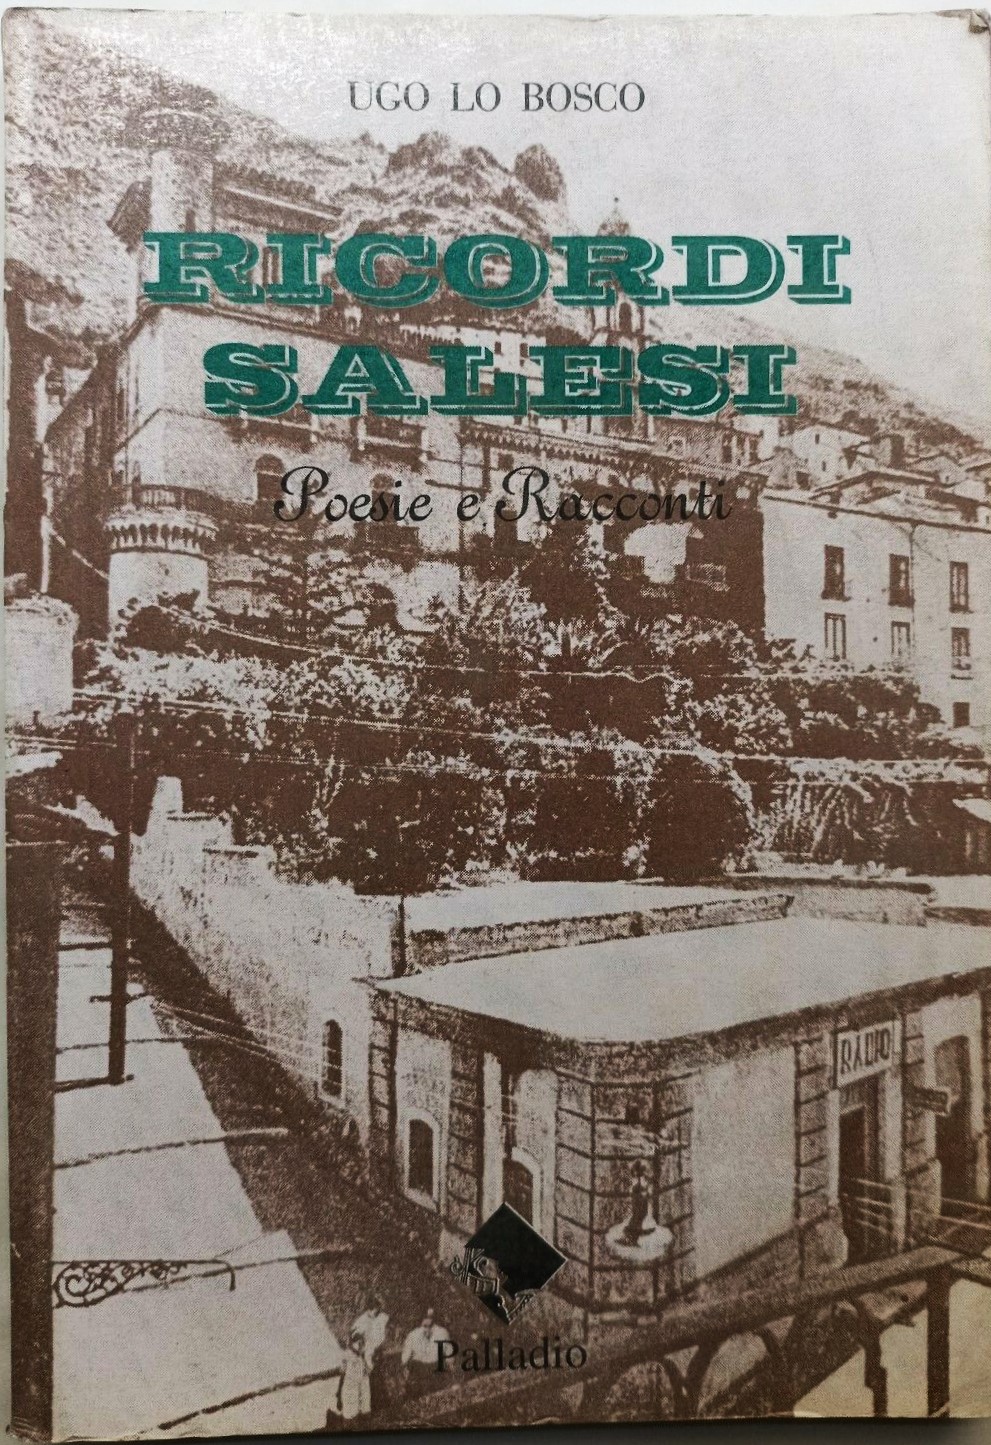 UGO LO BOSCO
RICORDI
SALESI
Poesie e Racconti
RADIO
Palladio